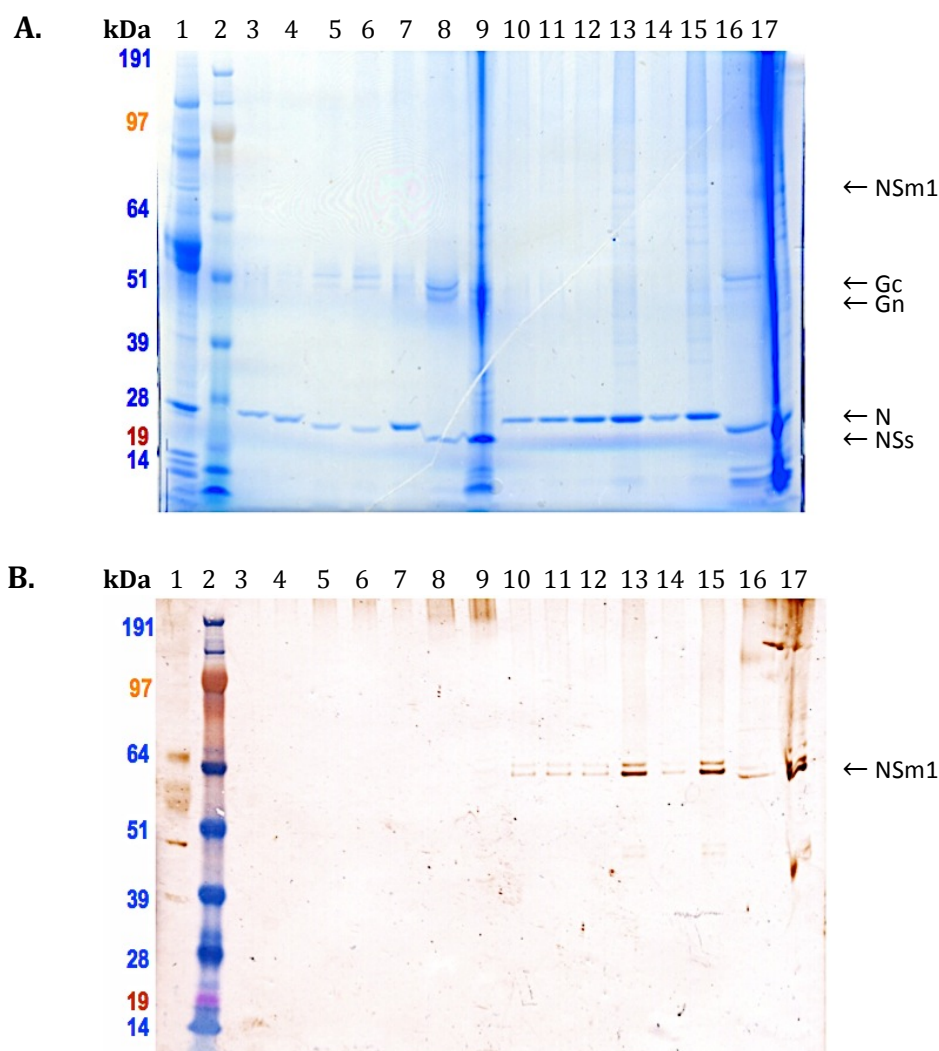 A. kDa 1 2 3 4 5 6 7 8 9 10 11 12 13 14 15 16 17
191
97
← NSm1
64
51
← Gc
← Gn
39
28
← N
19
← NSs
14
B. kDa 1 2 3 4 5 6 7 8 9 10 11 12 13 14 15 16 17
191
97
64
← NSm1
51
39
28
19
14